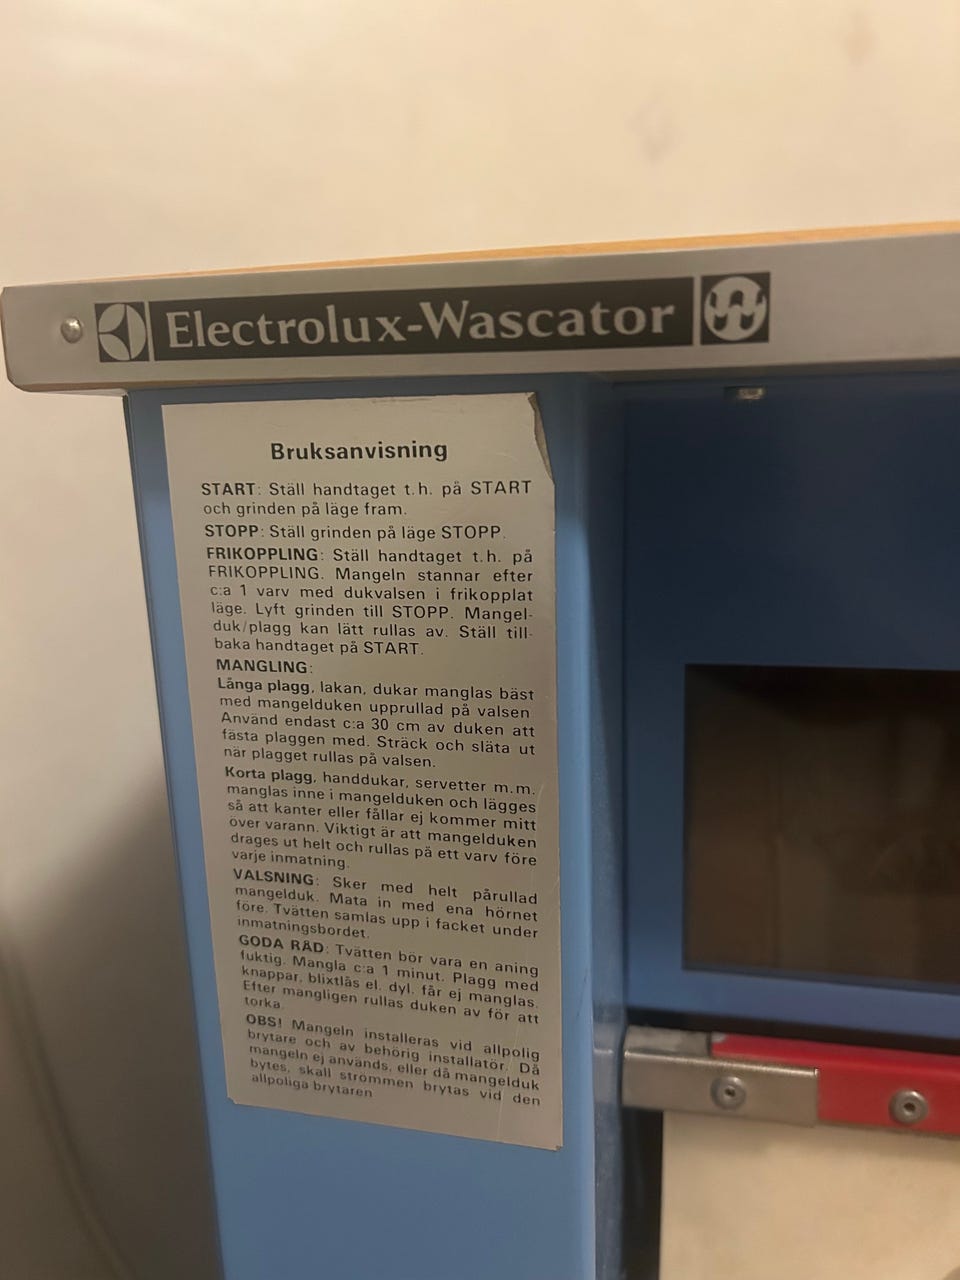 Electrolux-Wascator
Bruksanvisning
START: Ställ handtaget t.h. på START
och grinden på läge fram.
STOPP: Ställ grinden på läge STOPP.
FRIKOPPLING: Ställ handtaget t.h. på
FRIKOPPLING. Mangeln stannar efter
c:a 1 varv med dukvalsen i frikopplat
läge. Lyft grinden till STOPP. Mangel-
duk/plagg kan lätt rullas av. Ställ till-
baka handtaget på START.
MANGLING:
Långa plagg, lakan, dukar manglas bäst
med mangelduken upprullad på valsen
Använd endast c:a 30 cm av duken att
fästa plaggen med. Sträck och släta ut
när plagget rullas på valsen.
Korta plagg, handdukar, servetter m.m.
manglas inne i mangelduken och lägges
så att kanter eller fållar ej kommer mitt
över varann. Viktigt är att mangelduken
drages ut helt och rullas på ett varv före
varje inmatning.
VALSNING: Sker med helt pårullad
mangelduk. Mata in med ena hörnet
före. Tvätten samlas upp i facket under
inmatningsbordet.
GODA RÅD: Tvätten bör vara en aning
fuktig. Mangla c:a 1 minut. Plagg med
knappar, blixtlås el. dyl. får ej manglas.
Efter mangligen rullas duken av för att
torka.
OBS! Mangeln installeras vid allpolig
brytare och av behörig installatör. Då
mangeln ej används, eller då mangelduk
bytes, skall strömmen brytas vid den
allpoliga brytaren